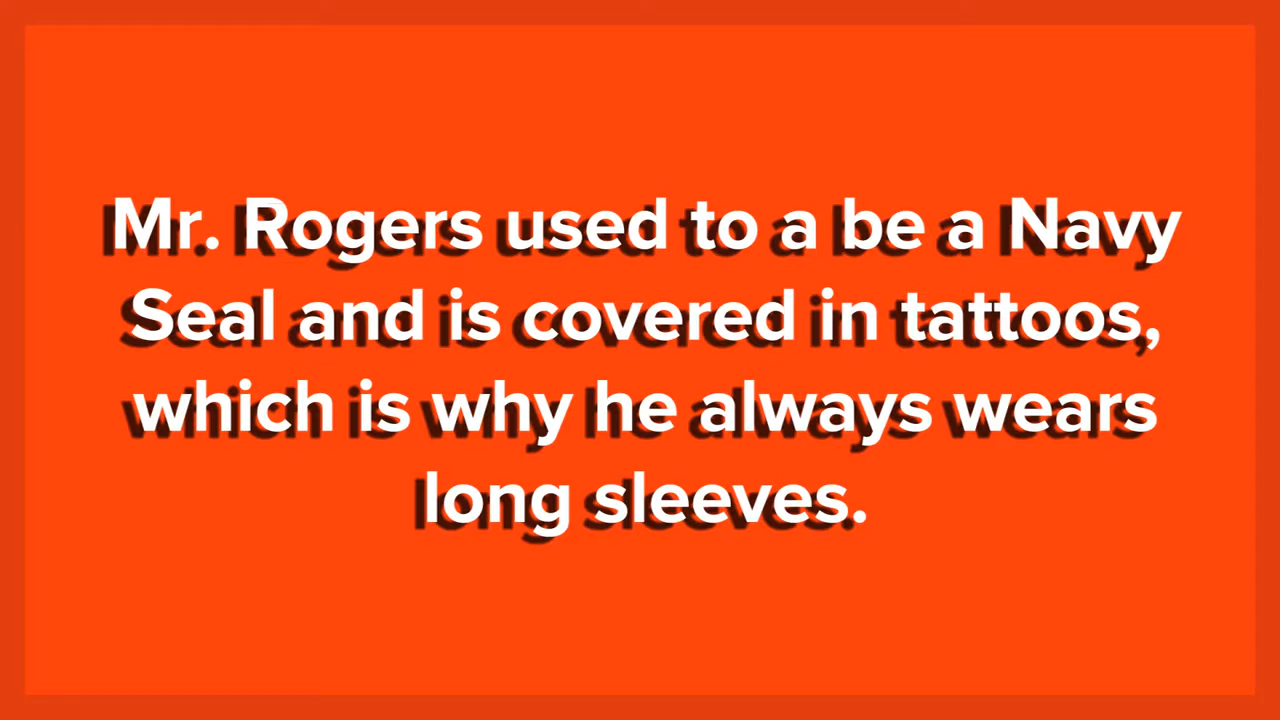 Mr. Rogers used to a be a Navy
Seal and is covered in tattoos,
which is why he always wears
long sleeves.